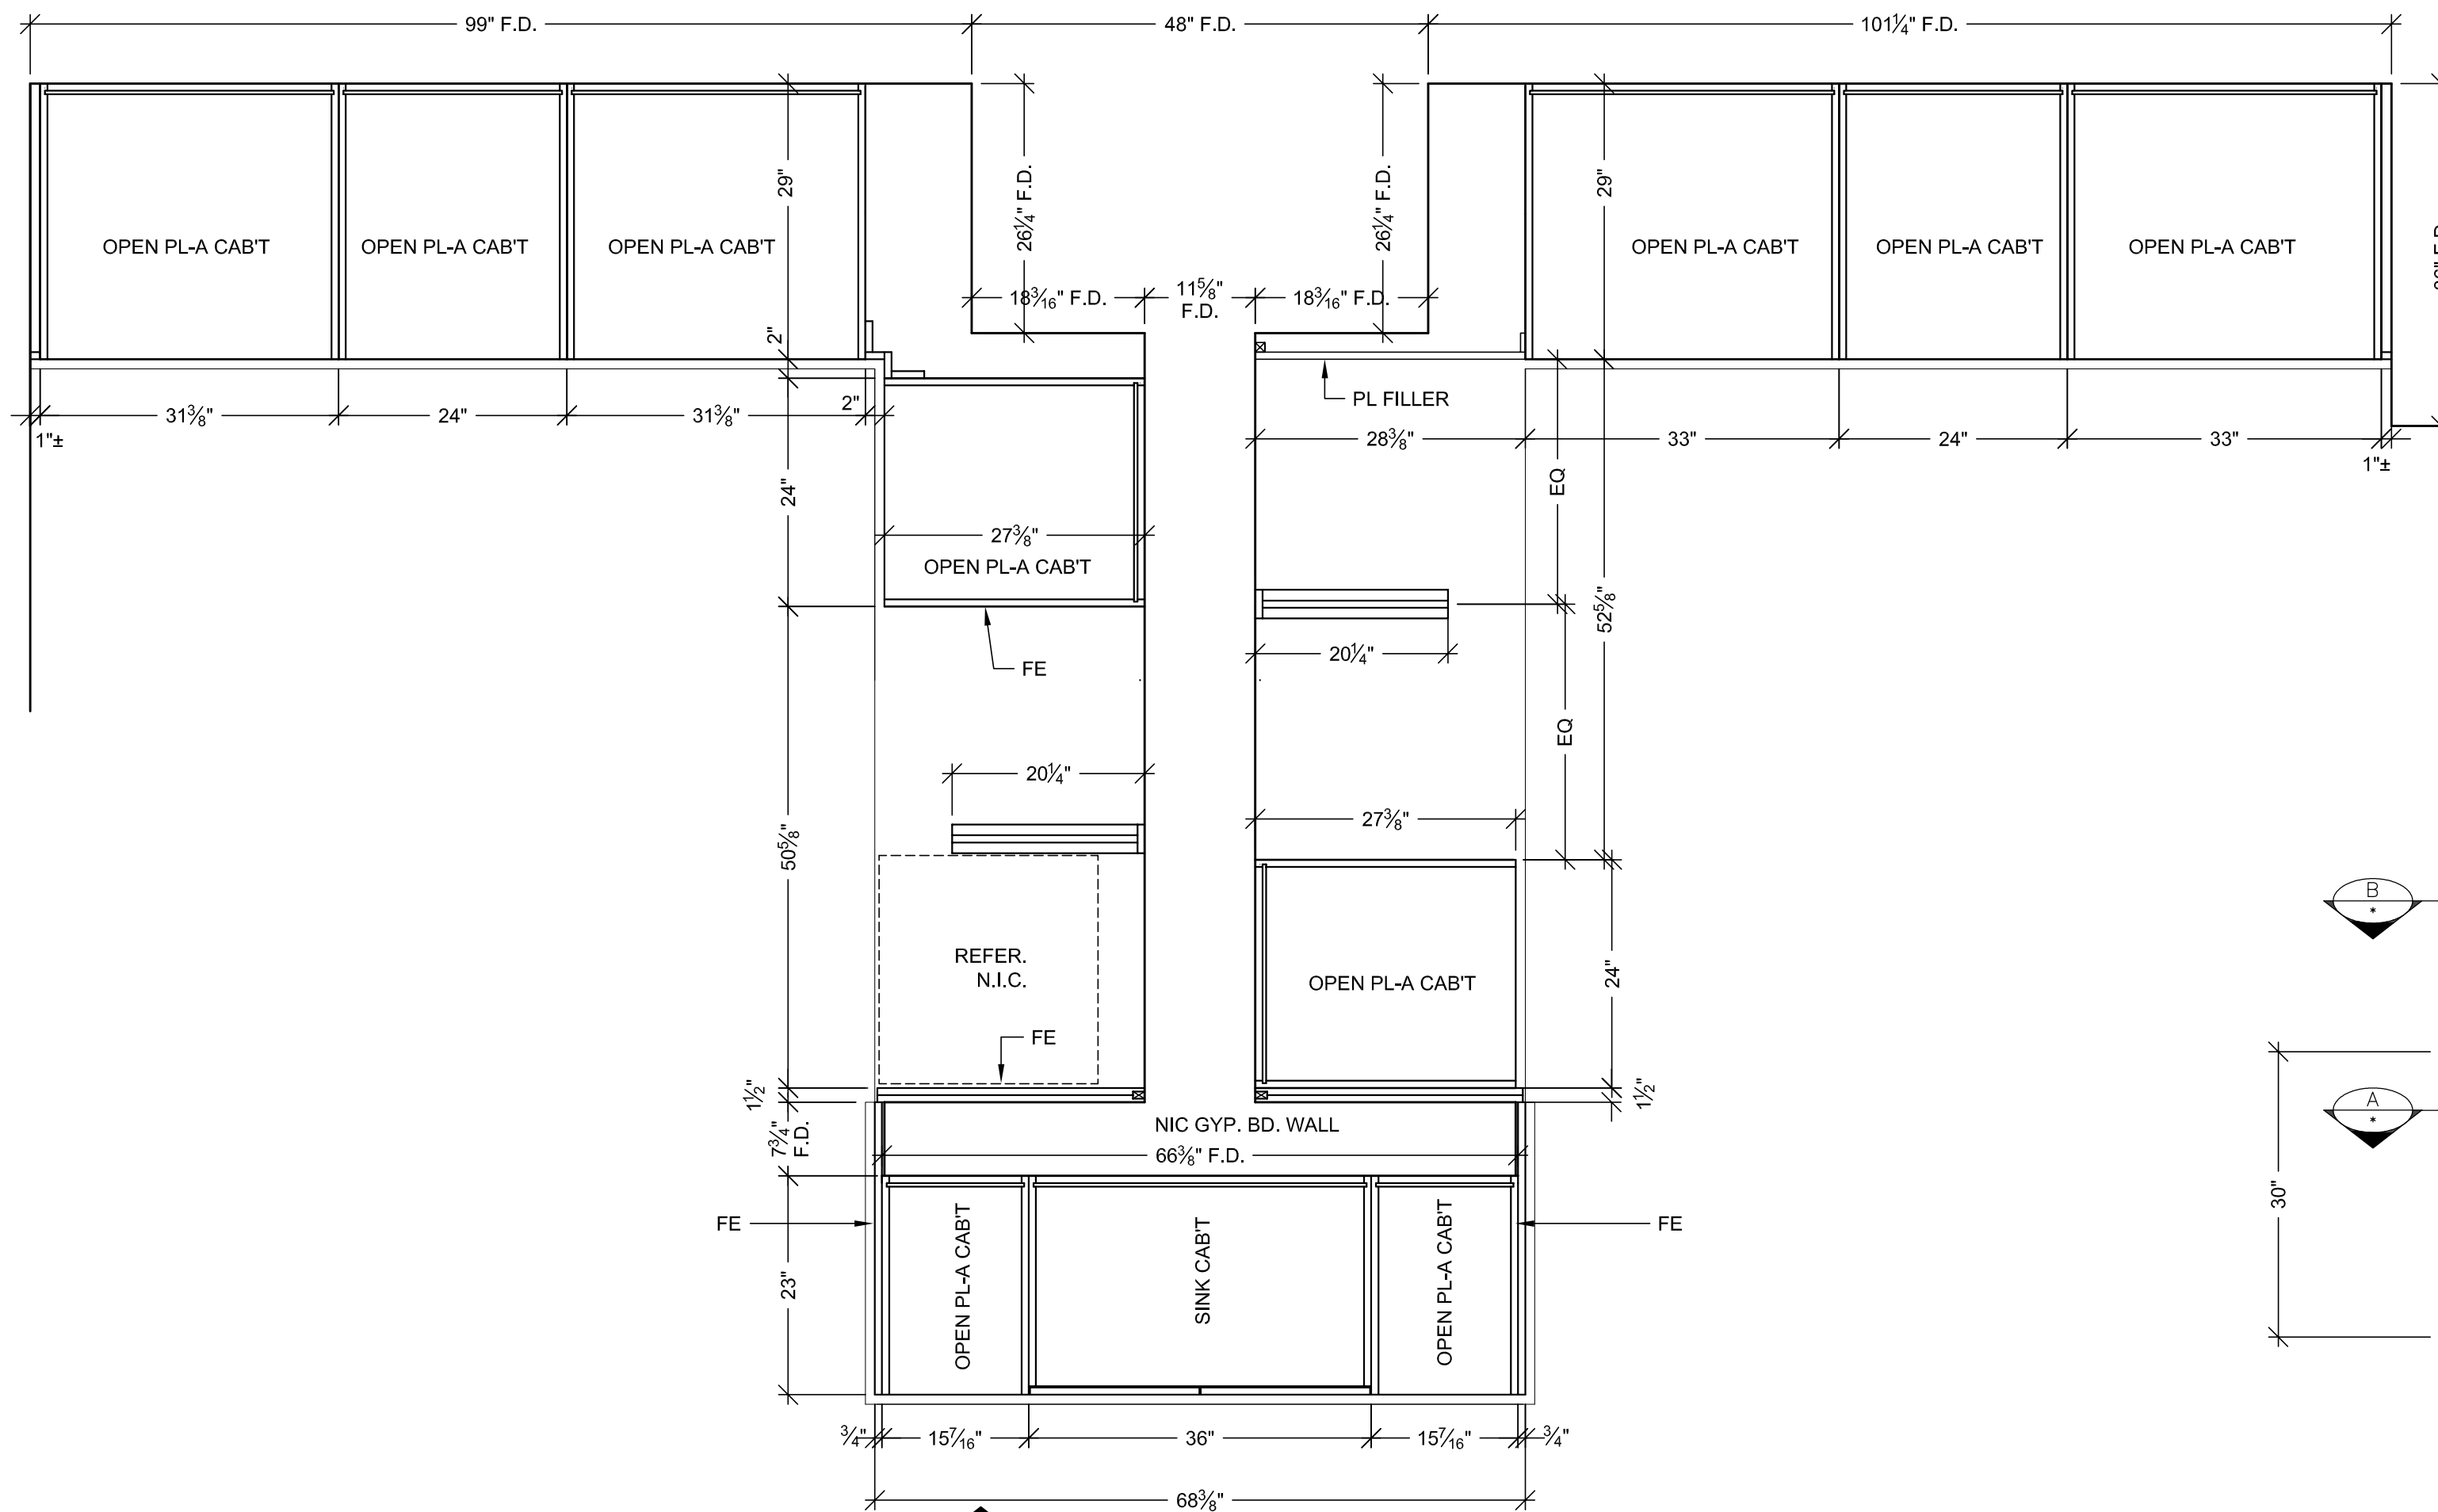 99" F.D.
48" F.D.
101¼" F.D.
29"
26¼" F.D.
26¼" F.D.
29"
OPEN PL-A CAB'T
OPEN PL-A CAB'T
OPEN PL-A CAB'T
OPEN PL-A CAB'T
OPEN PL-A CAB'T
OPEN PL-A CAB'T
18³⁄₁₆" F.D.
11⅝"
F.D.
18³⁄₁₆" F.D.
2"
PL FILLER
31⅜"
24"
31⅜"
2"
1"±
28⅜"
33"
24"
33"
1"±
24"
EQ
27⅜"
OPEN PL-A CAB'T
52⅝"
FE
20¼"
EQ
20¼"
27⅜"
50⅝"
B
*
REFER.
N.I.C.
OPEN PL-A CAB'T
24"
FE
1½"
1½"
A
*
7¾"
F.D.
NIC GYP. BD. WALL
66⅜" F.D.
30"
FE
OPEN PL-A CAB'T
SINK CAB'T
OPEN PL-A CAB'T
FE
23"
¾"
15⁷⁄₁₆"
36"
15⁷⁄₁₆"
¾"
68⅜"